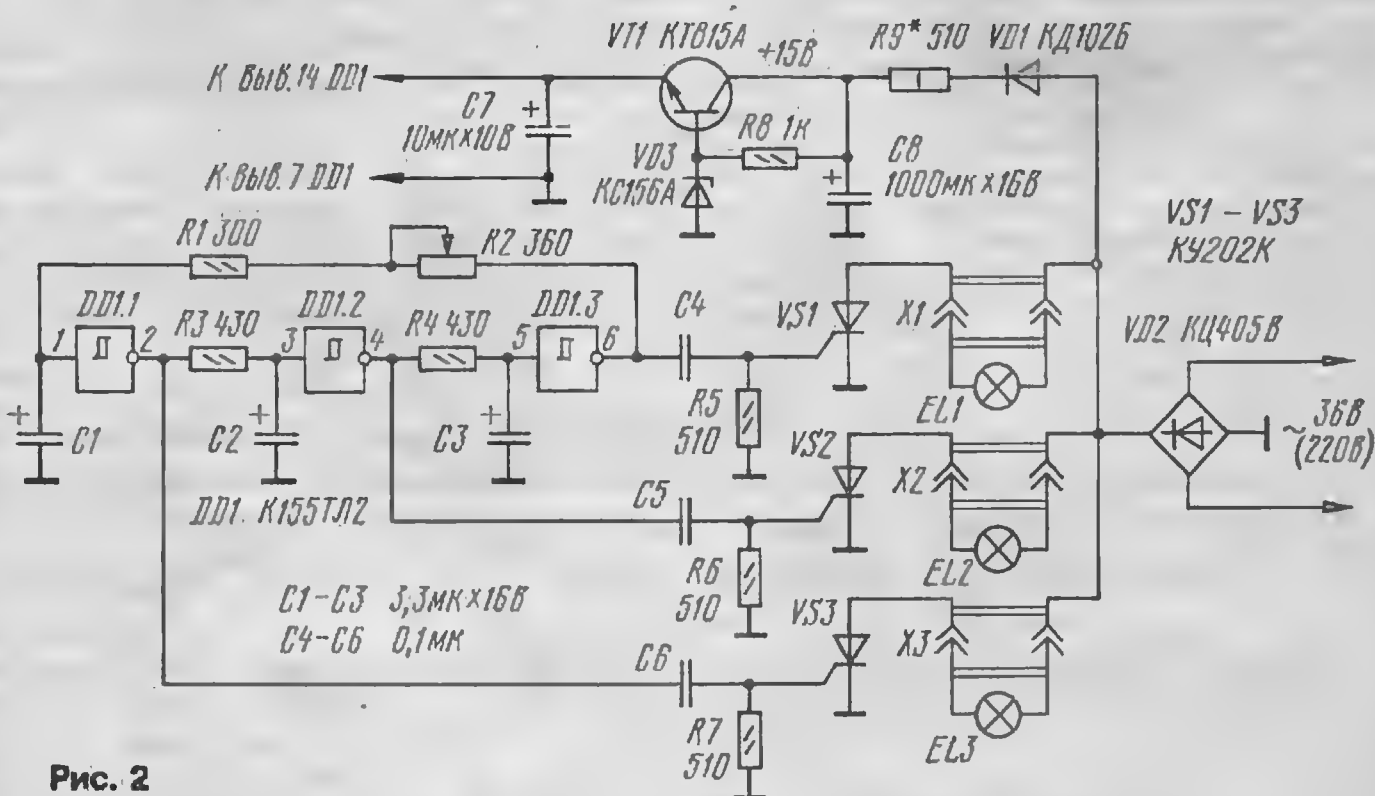 VT1 КТ815А
+15В
R9* 510
VD1 КД102Б
К выв. 14 DD1
C7
+
10мк×10В
R8 1к
VD3
КС156А
C8
+
1000мк×16В
К выв. 7 DD1
VS1 – VS3
КУ202К
R1 300
R2 360
DD1.1
R3 430
DD1.2
R4 430
DD1.3
1
2
3
4
5
6
C4
VS1
X1
VD2 КЦ405В
+
C1
C2
+
C3
+
R5
510
EL1
~ 36В
(220В)
VS2
X2
DD1 К155ТЛ2
C5
R6
510
EL2
C1–C3 3,3мк×16В
C4–C6 0,1мк
VS3
X3
C6
R7
510
EL3
Рис. 2